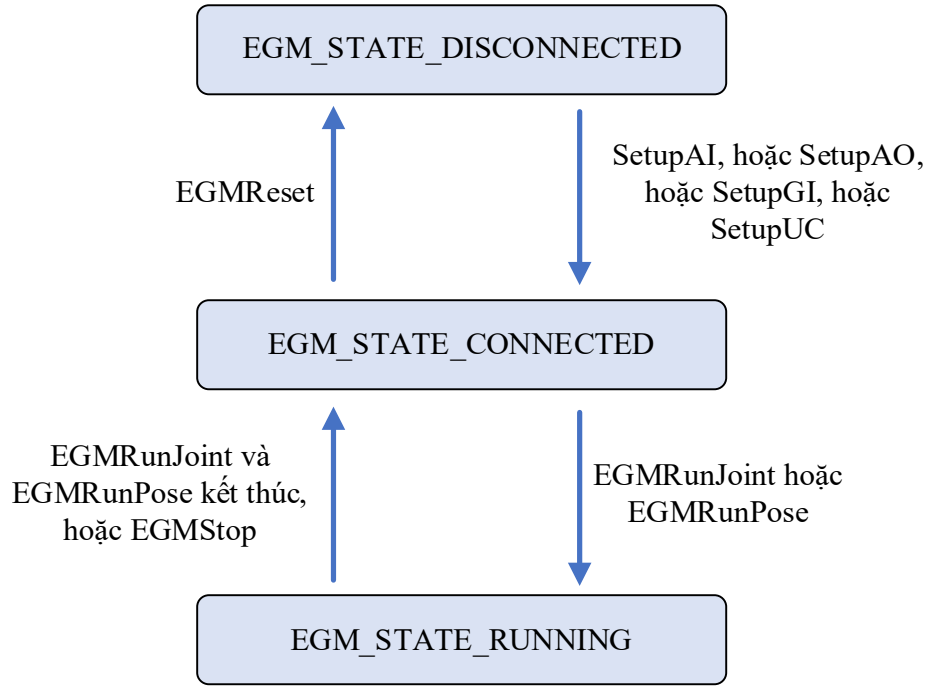 EGM_STATE_DISCONNECTED
EGMReset
SetupAI, hoặc SetupAO,
hoặc SetupGI, hoặc
SetupUC
EGM_STATE_CONNECTED
EGMRunJoint và
EGMRunPose kết thúc,
hoặc EGMStop
EGMRunJoint hoặc
EGMRunPose
EGM_STATE_RUNNING